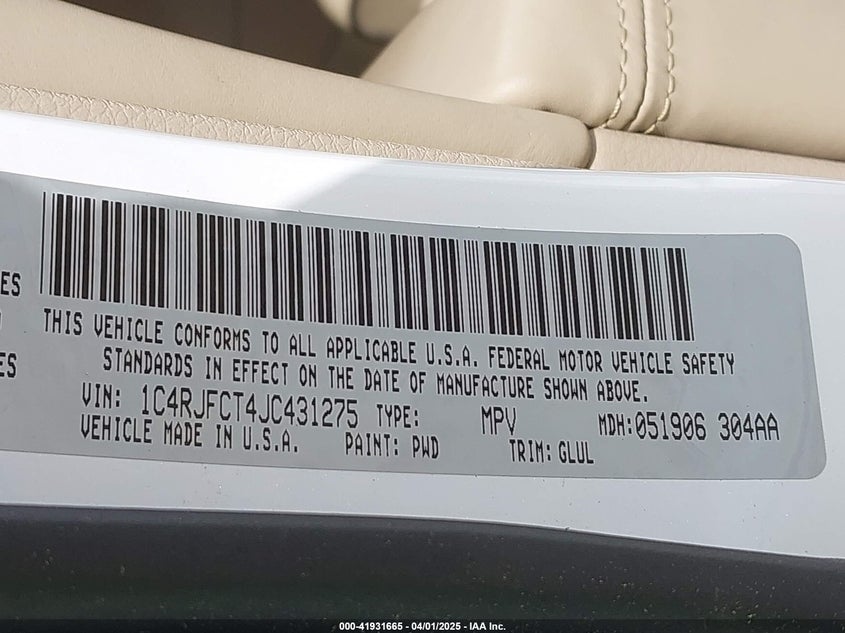 ES
THIS VEHICLE CONFORMS TO ALL APPLICABLE U.S.A. FEDERAL MOTOR VEHICLE SAFETY
ES
STANDARDS IN EFFECT ON THE DATE OF MANUFACTURE SHOWN ABOVE.
VIN: 1C4RJFCT4JC431275 TYPE: MPV MDH:051906 304AA
VEHICLE MADE IN U.S.A. PAINT: PWD TRIM: GLUL
000-41931665 - 04/01/2025 - IAA Inc.